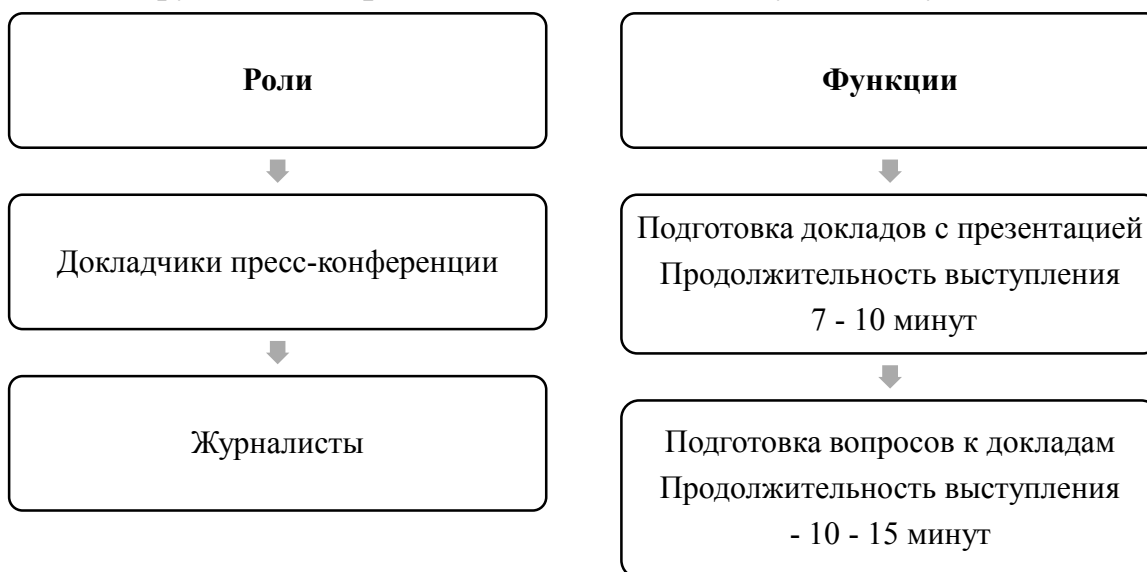 Роли
Функции
Докладчики пресс-конференции
Подготовка докладов с презентацией
Продолжительность выступления
7 - 10 минут
Журналисты
Подготовка вопросов к докладам
Продолжительность выступления
- 10 - 15 минут